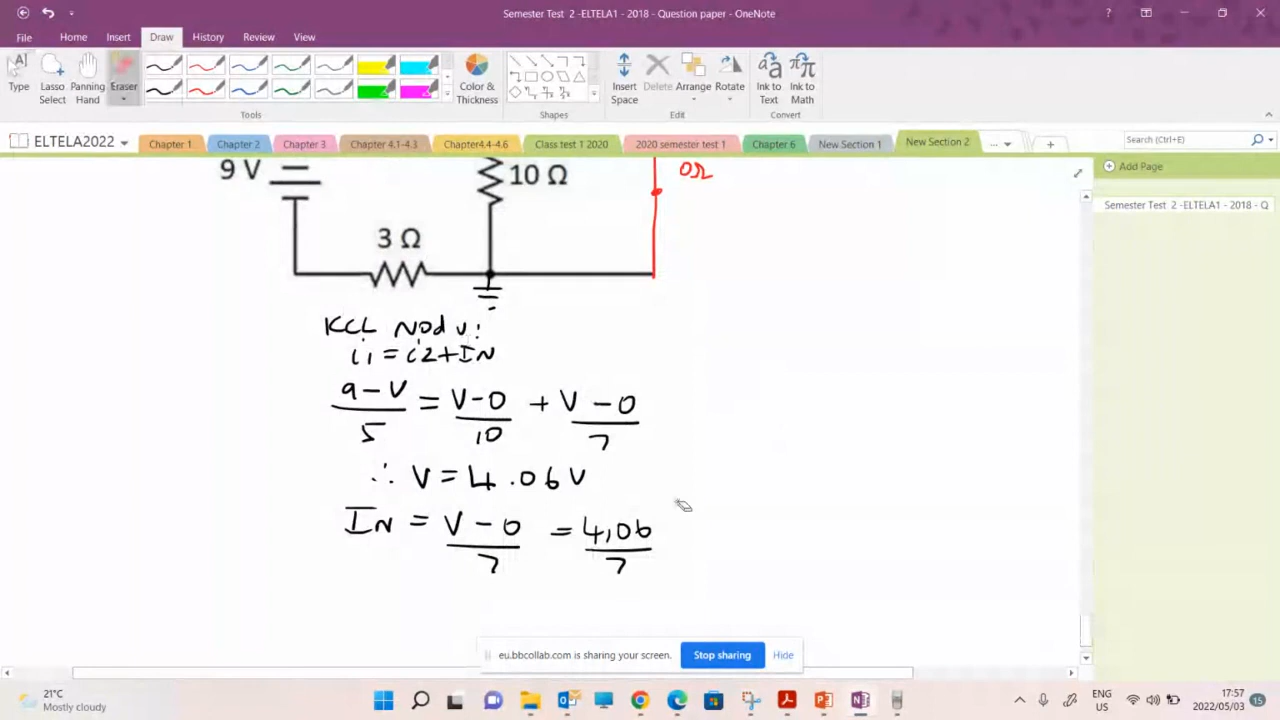 Semester Test 2 -ELTELA1 - 2018 - Question paper - OneNote
File Home Insert Draw History Review View
Type Lasso Select Panning Hand Eraser Color & Thickness Insert Space Delete Arrange Rotate Ink to Text Ink to Math
Tools Shapes Edit Convert
ELTELA2022 Chapter 1 Chapter 2 Chapter 3 Chapter 4.1-4.3 Chapter4.4-4.6 Class test 1 2020 2020 semester test 1 Chapter 6 New Section 1 New Section 2 ... + Search (Ctrl+E)
Add Page
Semester Test 2 -ELTELA1 - 2018 - Q
9 V 10 Ω 0Ω
3 Ω
KCL Nod v:
i1 = i2+IN
9-V/5 = V-0/10 + V-0/7
∴ V = 4.06V
IN = V-0/7 = 4,06/7
eu.bbcollab.com is sharing your screen. Stop sharing Hide
21°C
Mostly cloudy
ENG
US
17:57
2022/05/03
15